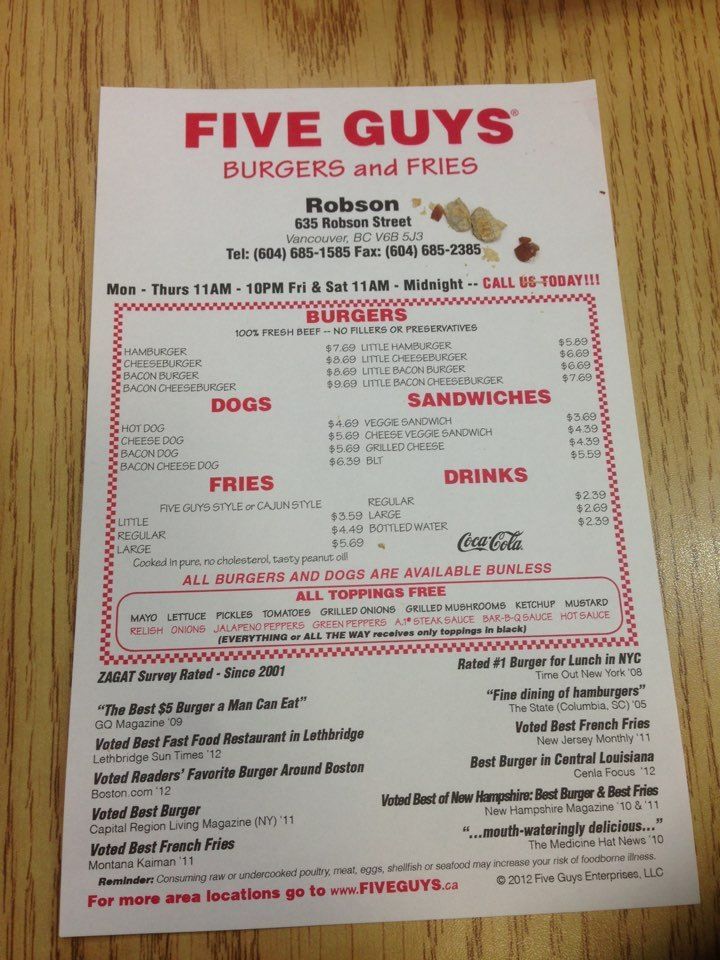 FIVE GUYS®
BURGERS and FRIES
Robson
635 Robson Street
Vancouver, BC V6B 5J3
Tel: (604) 685-1585 Fax: (604) 685-2385
Mon - Thurs 11AM - 10PM Fri & Sat 11AM - Midnight -- CALL US TODAY!!!
BURGERS
100% FRESH BEEF -- NO FILLERS OR PRESERVATIVES
HAMBURGER $7.69 LITTLE HAMBURGER $5.89
CHEESEBURGER $8.69 LITTLE CHEESEBURGER $6.69
BACON BURGER $8.69 LITTLE BACON BURGER $6.69
BACON CHEESEBURGER $9.69 LITTLE BACON CHEESEBURGER $7.69
DOGS SANDWICHES
HOT DOG $4.69 VEGGIE SANDWICH $3.69
CHEESE DOG $5.69 CHEESE VEGGIE SANDWICH $4.39
BACON DOG $5.69 GRILLED CHEESE $4.39
BACON CHEESE DOG $6.39 BLT $5.59
FRIES DRINKS
FIVE GUYS STYLE or CAJUN STYLE
LITTLE $3.59 REGULAR $2.39
REGULAR $4.49 LARGE $2.69
LARGE $5.69 BOTTLED WATER $2.39
Cooked in pure, no cholesterol, tasty peanut oil!
Coca-Cola
ALL BURGERS AND DOGS ARE AVAILABLE BUNLESS
ALL TOPPINGS FREE
MAYO LETTUCE PICKLES TOMATOES GRILLED ONIONS GRILLED MUSHROOMS KETCHUP MUSTARD
RELISH ONIONS JALAPENO PEPPERS GREEN PEPPERS A.1® STEAK SAUCE BAR-B-Q SAUCE HOT SAUCE
(EVERYTHING or ALL THE WAY receives only toppings in black)
ZAGAT Survey Rated - Since 2001
"The Best $5 Burger a Man Can Eat"
GQ Magazine '09
Voted Best Fast Food Restaurant in Lethbridge
Lethbridge Sun Times '12
Voted Readers' Favorite Burger Around Boston
Boston.com '12
Voted Best Burger
Capital Region Living Magazine (NY) '11
Voted Best French Fries
Montana Kaiman '11
Rated #1 Burger for Lunch in NYC
Time Out New York '08
"Fine dining of hamburgers"
The State (Columbia, SC) '05
Voted Best French Fries
New Jersey Monthly '11
Best Burger in Central Louisiana
Cenla Focus '12
Voted Best of New Hampshire: Best Burger & Best Fries
New Hampshire Magazine '10 & '11
"...mouth-wateringly delicious..."
The Medicine Hat News '10
Reminder: Consuming raw or undercooked poultry, meat, eggs, shellfish or seafood may increase your risk of foodborne illness.
For more area locations go to www.FIVEGUYS.ca
© 2012 Five Guys Enterprises, LLC